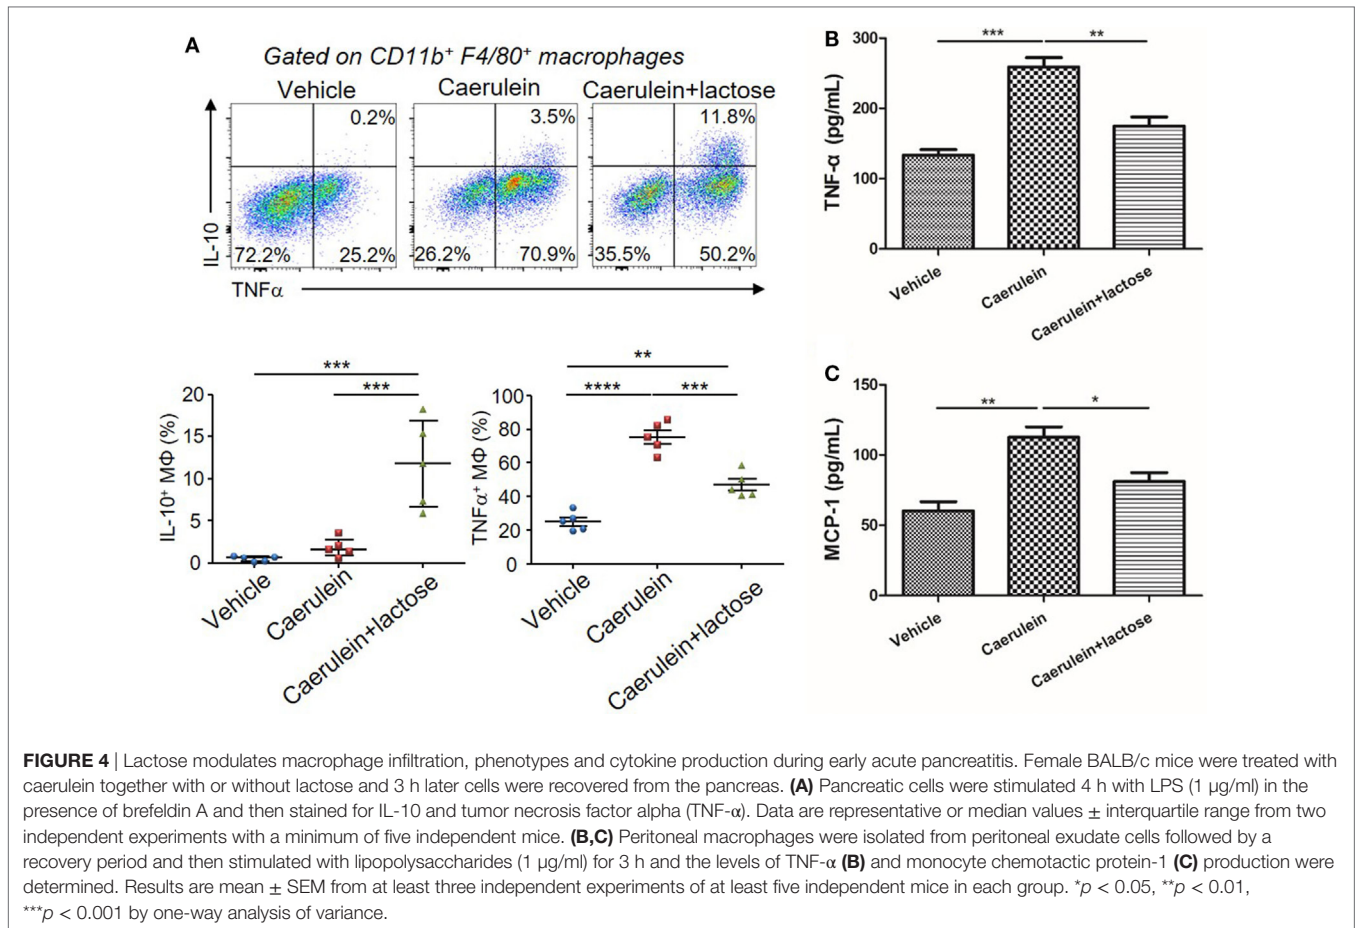 A
Gated on CD11b⁺ F4/80⁺ macrophages
Vehicle
Caerulein
Caerulein+lactose
0.2%
3.5%
11.8%
72.2%
25.2%
26.2%
70.9%
35.5%
50.2%
IL-10
TNFα
IL-10⁺ MΦ (%)
20
15
10
5
0
***
***
Vehicle
Caerulein
Caerulein+lactose
TNFα⁺ MΦ (%)
100
80
60
40
20
0
**
****
***
Vehicle
Caerulein
Caerulein+lactose
B
TNF-α (pg/mL)
300
200
100
0
***
**
Vehicle
Caerulein
Caerulein+lactose
C
MCP-1 (pg/mL)
150
100
50
0
**
*
Vehicle
Caerulein
Caerulein+lactose
FIGURE 4 | Lactose modulates macrophage infiltration, phenotypes and cytokine production during early acute pancreatitis. Female BALB/c mice were treated with
caerulein together with or without lactose and 3 h later cells were recovered from the pancreas. (A) Pancreatic cells were stimulated 4 h with LPS (1 μg/ml) in the
presence of brefeldin A and then stained for IL-10 and tumor necrosis factor alpha (TNF-α). Data are representative or median values ± interquartile range from two
independent experiments with a minimum of five independent mice. (B,C) Peritoneal macrophages were isolated from peritoneal exudate cells followed by a
recovery period and then stimulated with lipopolysaccharides (1 μg/ml) for 3 h and the levels of TNF-α (B) and monocyte chemotactic protein-1 (C) production were
determined. Results are mean ± SEM from at least three independent experiments of at least five independent mice in each group. *p < 0.05, **p < 0.01,
***p < 0.001 by one-way analysis of variance.